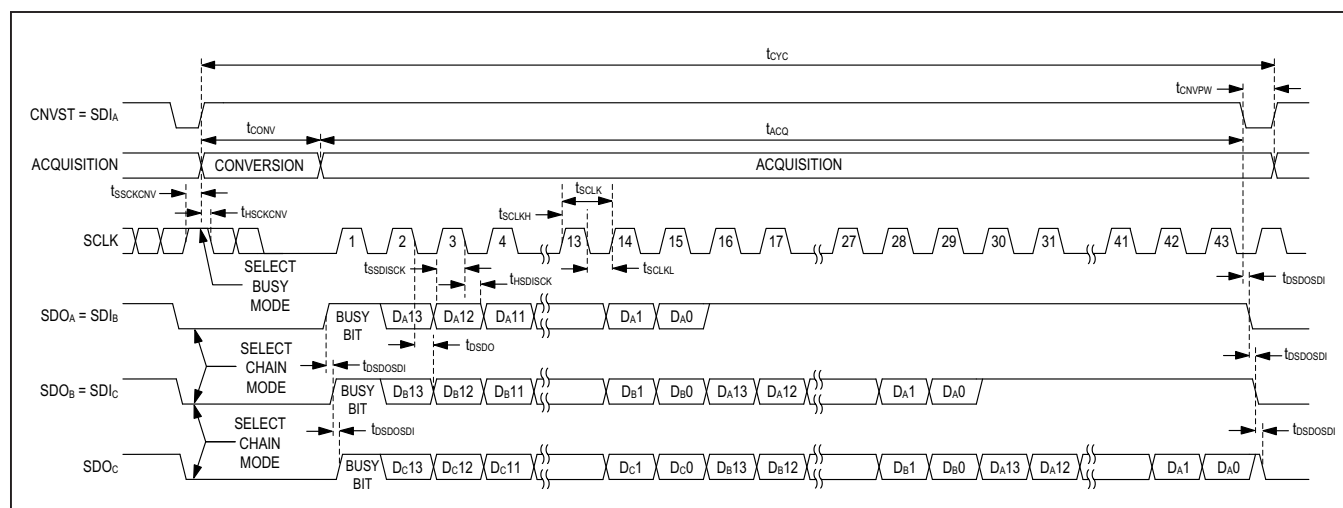 tCYC
tCNVPW
CNVST = SDIA
tCONV
tACQ
ACQUISITION
CONVERSION
ACQUISITION
tSSCKCNV
tHSCKCNV
tSCLK
tSCLKH
SCLK
1 2 3 4 13 14 15 16 17 27 28 29 30 31 41 42 43
SELECT
BUSY
MODE
tSSDISCK
tHSDISCK
tSCLKL
tDSDOSDI
SDOA = SDIB
BUSY
BIT
DA13 DA12 DA11 DA1 DA0
SELECT
CHAIN
MODE
tDSDOSDI
tDSDO
tDSDOSDI
SDOB = SDIC
BUSY
BIT
DB13 DB12 DB11 DB1 DB0 DA13 DA12 DA1 DA0
SELECT
CHAIN
MODE
tDSDOSDI
tDSDOSDI
SDOC
BUSY
BIT
DC13 DC12 DC11 DC1 DC0 DB13 DB12 DB1 DB0 DA13 DA12 DA1 DA0